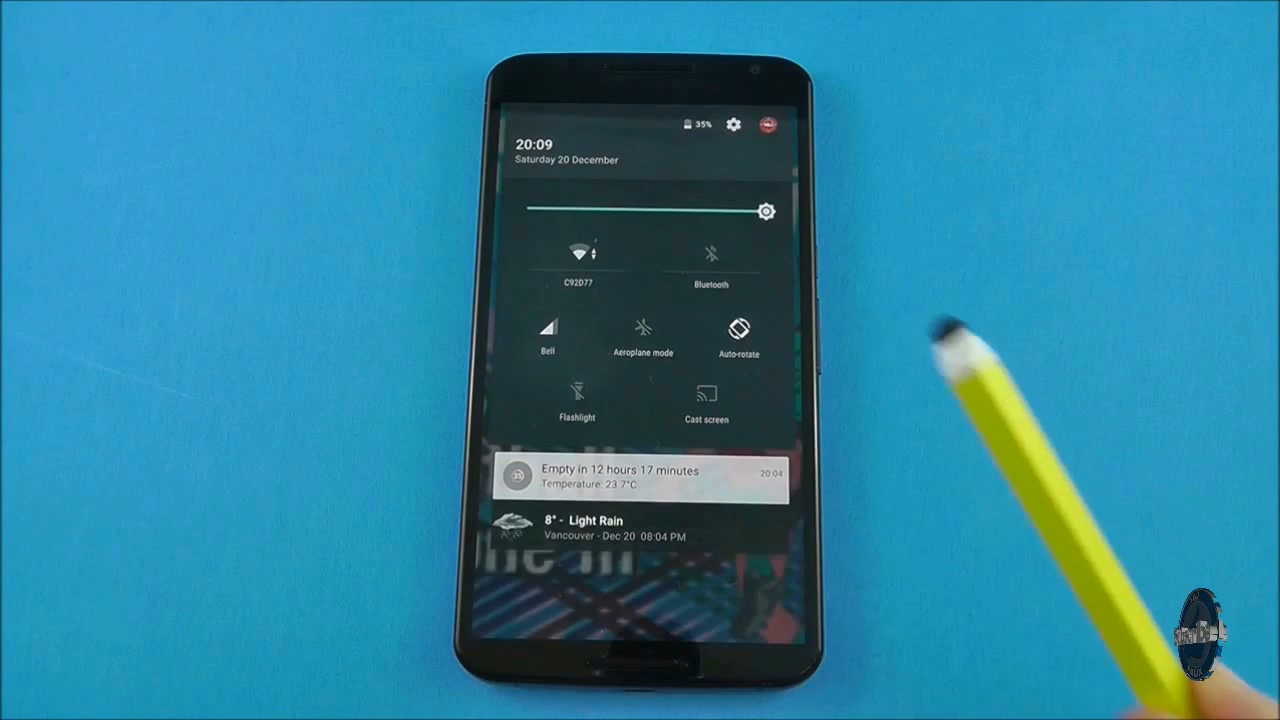 35%
20:09
Saturday 20 December
C92D77
Bluetooth
Bell
Aeroplane mode
Auto-rotate
Flashlight
Cast screen
Empty in 12 hours 17 minutes
20:04
Temperature: 23 7°C
8° - Light Rain
Vancouver - Dec 20 08:04 PM